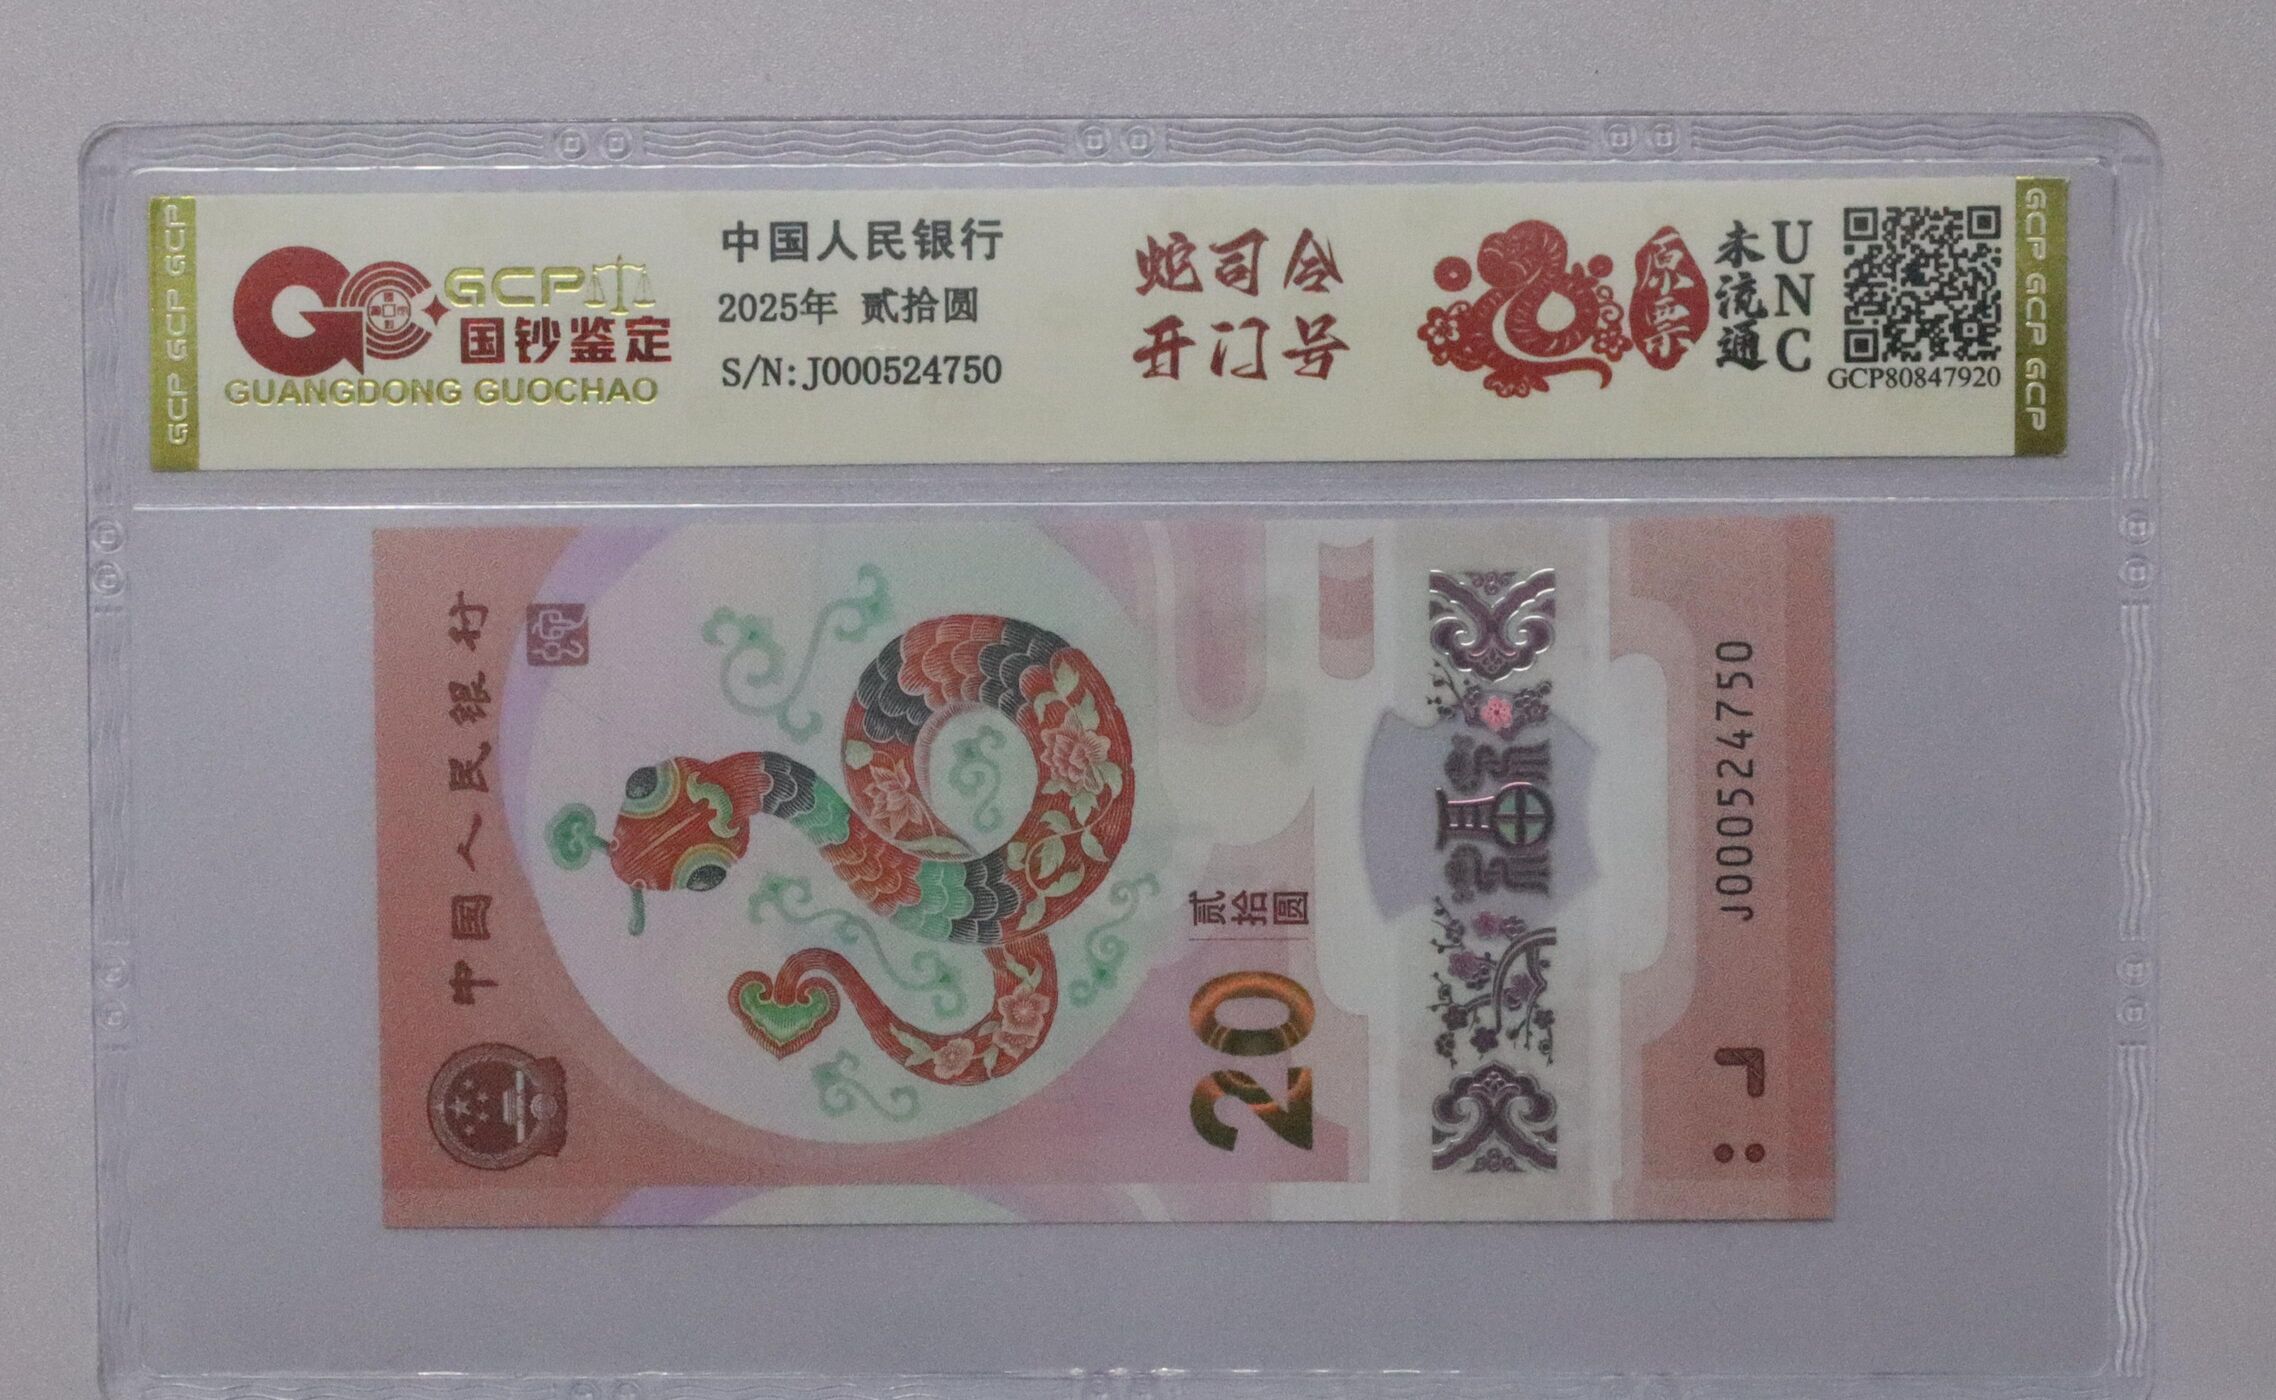 GCP GCP GCP
GCP
国钞鉴定
GUANGDONG GUOCHAO
中国人民银行
2025年 贰拾圆
S/N:J000524750
蛇司令
开门号
原票
未流通
UNC
GCP80847920
GCP GCP GCP
中国人民银行
贰拾圆
20
福
J000524750